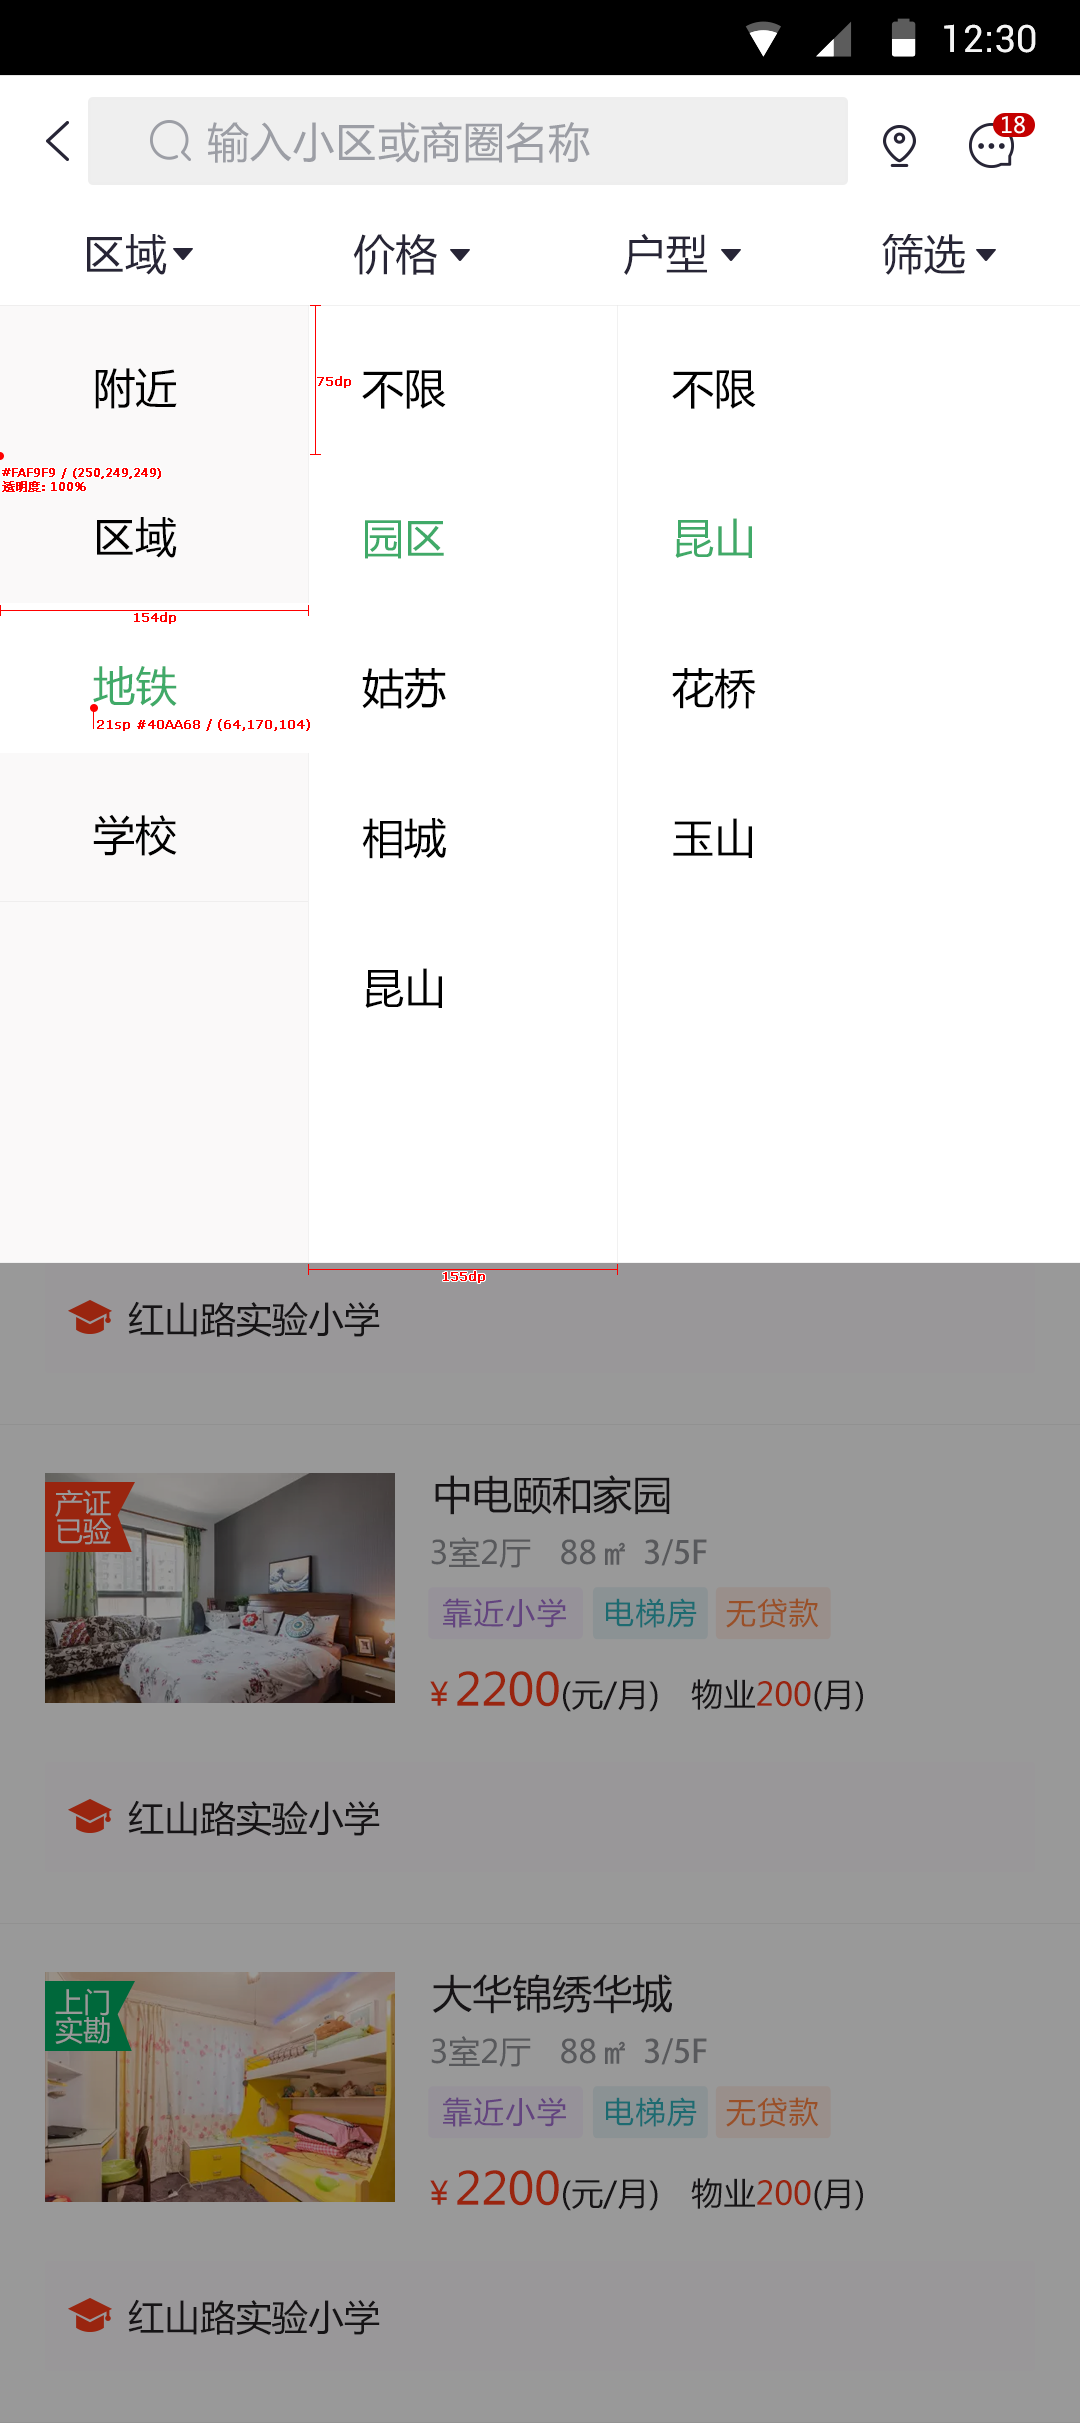 12:30
输入小区或商圈名称
18
区域 价格 户型 筛选
附近 75dp 不限 不限
#FAF9F9 / (250,249,249)
透明度: 100%
区域 园区 昆山
154dp
地铁 姑苏 花桥
21sp #40AA68 / (64,170,104)
学校 相城 玉山
昆山
155dp
红山路实验小学
产证
已验
中电颐和家园
3室2厅 88㎡ 3/5F
靠近小学 电梯房 无贷款
¥2200(元/月) 物业200(月)
红山路实验小学
上门
实勘
大华锦绣华城
3室2厅 88㎡ 3/5F
靠近小学 电梯房 无贷款
¥2200(元/月) 物业200(月)
红山路实验小学